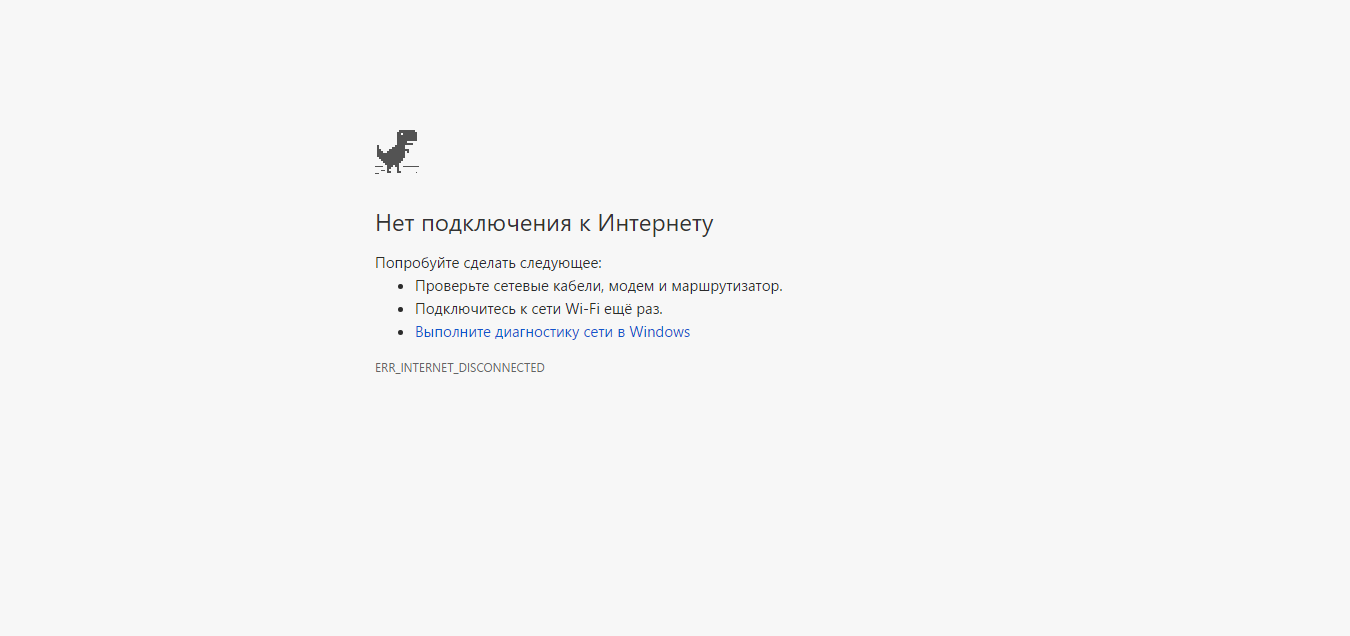 Нет подключения к Интернету
Попробуйте сделать следующее:
• Проверьте сетевые кабели, модем и маршрутизатор.
• Подключитесь к сети Wi-Fi ещё раз.
• Выполните диагностику сети в Windows
ERR_INTERNET_DISCONNECTED